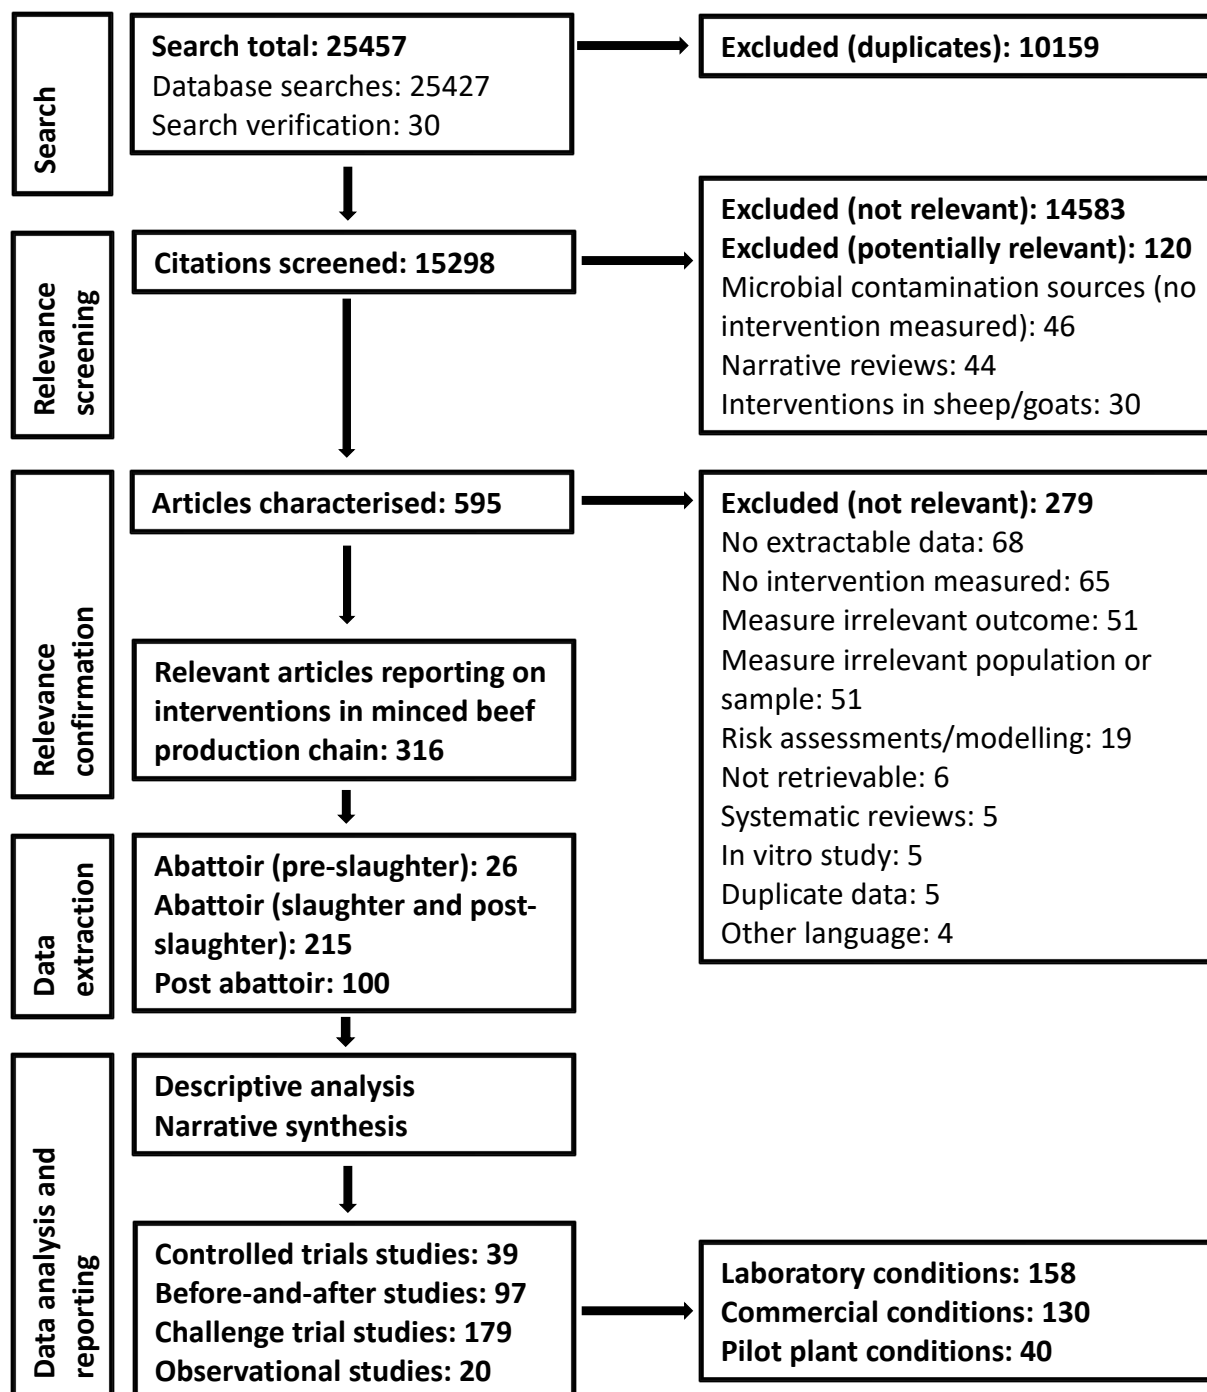 Search
Search total: 25457
Database searches: 25427
Search verification: 30
Excluded (duplicates): 10159
Relevance
screening
Citations screened: 15298
Excluded (not relevant): 14583
Excluded (potentially relevant): 120
Microbial contamination sources (no
intervention measured): 46
Narrative reviews: 44
Interventions in sheep/goats: 30
Relevance
confirmation
Articles characterised: 595
Excluded (not relevant): 279
No extractable data: 68
No intervention measured: 65
Measure irrelevant outcome: 51
Measure irrelevant population or
sample: 51
Risk assessments/modelling: 19
Not retrievable: 6
Systematic reviews: 5
In vitro study: 5
Duplicate data: 5
Other language: 4
Relevant articles reporting on
interventions in minced beef
production chain: 316
Data
extraction
Abattoir (pre-slaughter): 26
Abattoir (slaughter and post-
slaughter): 215
Post abattoir: 100
Data analysis and
reporting
Descriptive analysis
Narrative synthesis
Controlled trials studies: 39
Before-and-after studies: 97
Challenge trial studies: 179
Observational studies: 20
Laboratory conditions: 158
Commercial conditions: 130
Pilot plant conditions: 40